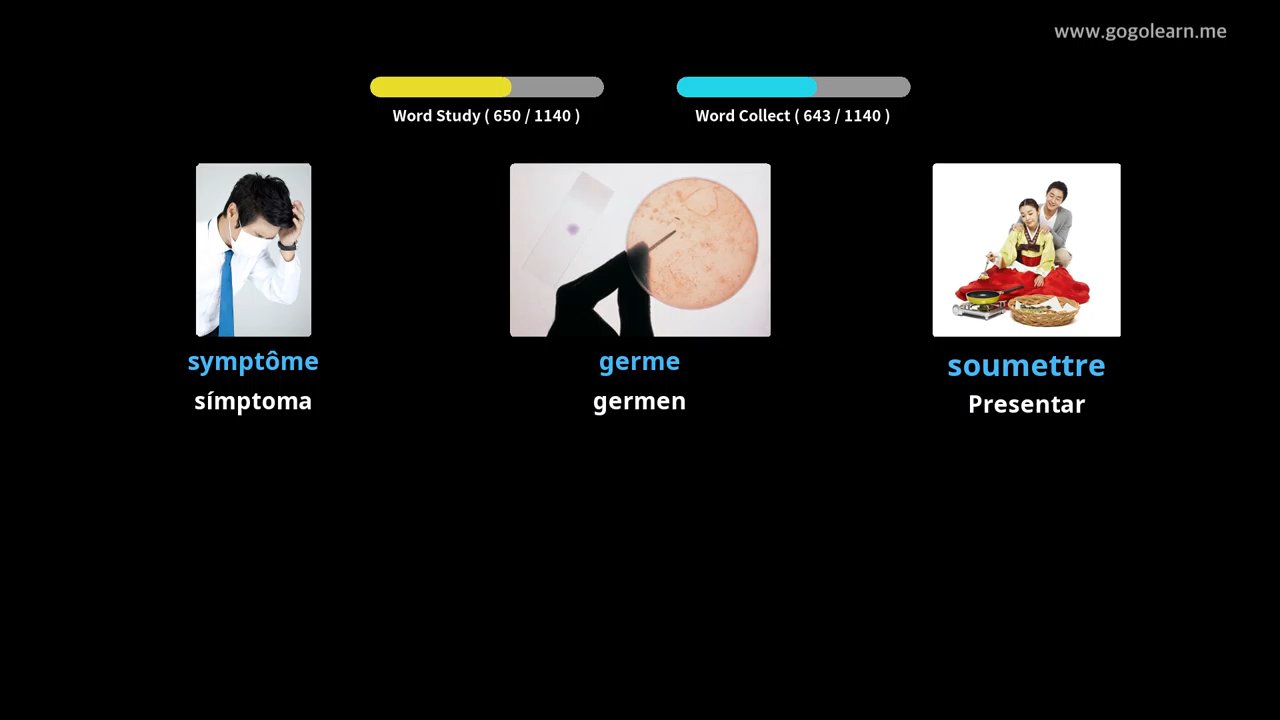 www.gogolearn.me
Word Study ( 650 / 1140 )
Word Collect ( 643 / 1140 )
symptôme
símptoma
germe
germen
soumettre
Presentar